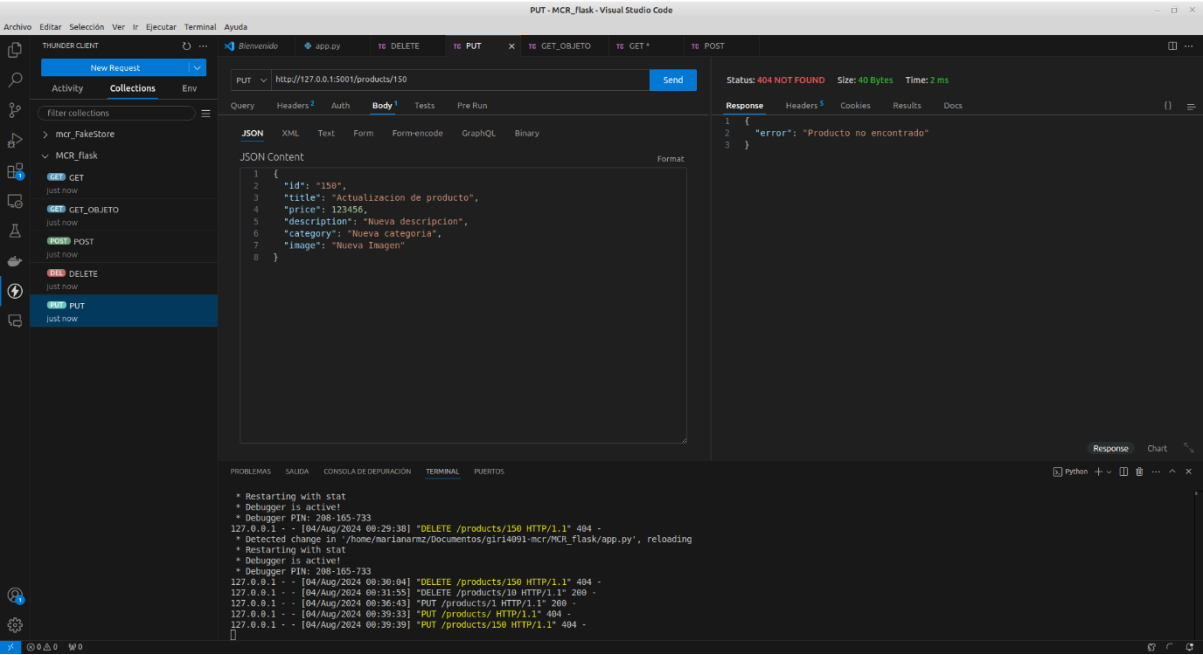 PUT - MCR_flask - Visual Studio Code
Archivo Editar Selección Ver Ir Ejecutar Terminal Ayuda
THUNDER CLIENT
Bienvenido app.py TC DELETE TC PUT TC GET_OBJETO TC GET * TC POST
New Request
Activity Collections Env
filter collections
mcr_FakeStore
MCR_flask
GET GET
just now
GET GET_OBJETO
just now
POST POST
just now
DEL DELETE
just now
PUT PUT
just now
PUT http://127.0.0.1:5001/products/150 Send
Query Headers 2 Auth Body 1 Tests Pre Run
JSON XML Text Form Form-encode GraphQL Binary
JSON Content Format
1 {
2 "id": "150",
3 "title": "Actualizacion de producto",
4 "price": 123456,
5 "description": "Nueva descripcion",
6 "category": "Nueva categoria",
7 "image": "Nueva Imagen"
8 }
Status: 404 NOT FOUND Size: 40 Bytes Time: 2 ms
Response Headers 5 Cookies Results Docs {}
1 {
2 "error": "Producto no encontrado"
3 }
Response Chart
PROBLEMAS SALIDA CONSOLA DE DEPURACIÓN TERMINAL PUERTOS
Python
* Restarting with stat
* Debugger is active!
* Debugger PIN: 208-165-733
127.0.0.1 - - [04/Aug/2024 00:29:38] "DELETE /products/150 HTTP/1.1" 404 -
* Detected change in '/home/marianarmz/Documentos/giri4091-mcr/MCR_flask/app.py', reloading
* Restarting with stat
* Debugger is active!
* Debugger PIN: 208-165-733
127.0.0.1 - - [04/Aug/2024 00:30:04] "DELETE /products/150 HTTP/1.1" 404 -
127.0.0.1 - - [04/Aug/2024 00:31:55] "DELETE /products/10 HTTP/1.1" 200 -
127.0.0.1 - - [04/Aug/2024 00:36:43] "PUT /products/1 HTTP/1.1" 200 -
127.0.0.1 - - [04/Aug/2024 00:39:33] "PUT /products/ HTTP/1.1" 404 -
127.0.0.1 - - [04/Aug/2024 00:39:39] "PUT /products/150 HTTP/1.1" 404 -
0 0 0